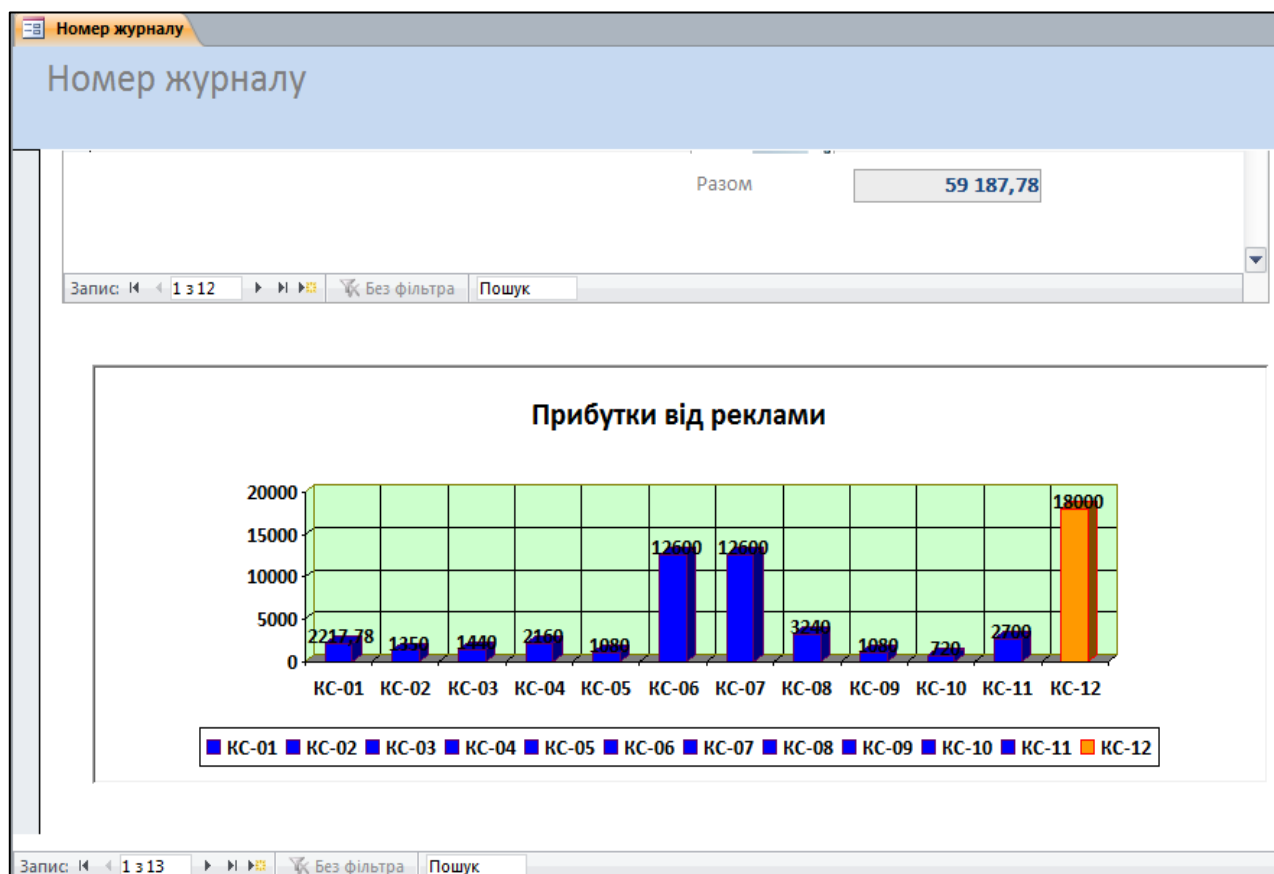 Номер журналу
Номер журналу
Разом 59 187,78
Запис: 1 з 12 Без фільтра Пошук
Прибутки від реклами
20000
15000
10000
5000
0
2217,78 1350 1440 2160 1080 12600 12600 3240 1080 720 2700 18000
КС-01 КС-02 КС-03 КС-04 КС-05 КС-06 КС-07 КС-08 КС-09 КС-10 КС-11 КС-12
КС-01 КС-02 КС-03 КС-04 КС-05 КС-06 КС-07 КС-08 КС-09 КС-10 КС-11 КС-12
Запис: 1 з 13 Без фільтра Пошук